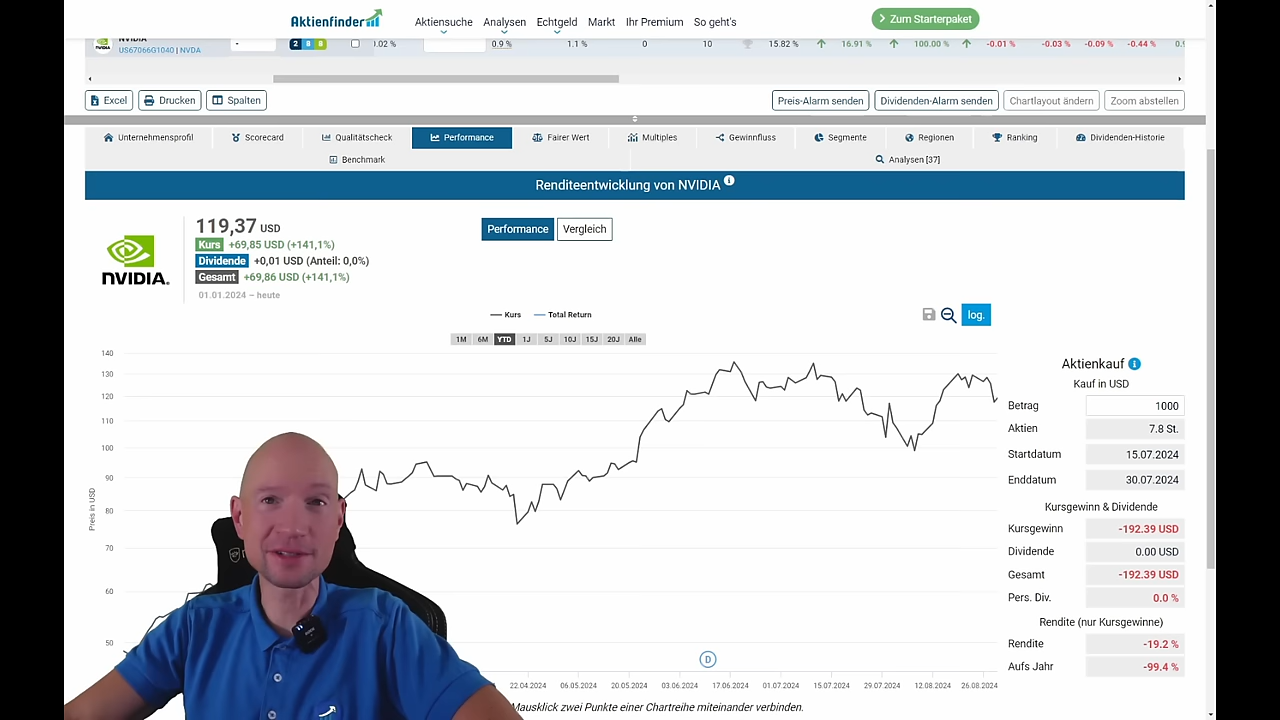 Aktienfinder
Aktiensuche Analysen Echtgeld Markt Ihr Premium So geht's
Zum Starterpaket
NVIDIA
US67066G1040 | NVDA - 2 8 8 0.02 % 0.9 % 1.1 % 0 10 15.82 % 16.91 % 100.00 % -0.01 % -0.03 % -0.09 % -0.44 %
Excel Drucken Spalten Preis-Alarm senden Dividenden-Alarm senden Chartlayout ändern Zoom abstellen
Unternehmensprofil Scorecard Qualitätscheck Performance Fairer Wert Multiples Gewinnfluss Segmente Regionen Ranking Dividenden-Historie
Benchmark Analysen [37]
Renditeentwicklung von NVIDIA
119,37 USD
Kurs +69,85 USD (+141,1%)
Dividende +0,01 USD (Anteil: 0,0%)
Gesamt +69,86 USD (+141,1%)
01.01.2024 – heute
NVIDIA.
Performance Vergleich
Kurs Total Return
log.
1M 6M YTD 1J 5J 10J 15J 20J Alle
140
130
120
110
100
90
80
70
60
50
Preis in USD
D
22.04.2024 06.05.2024 20.05.2024 03.06.2024 17.06.2024 01.07.2024 15.07.2024 29.07.2024 12.08.2024 26.08.2024
Mausklick zwei Punkte einer Chartreihe miteinander verbinden.
Aktienkauf
Kauf in USD
Betrag 1000
Aktien 7.8 St.
Startdatum 15.07.2024
Enddatum 30.07.2024
Kursgewinn & Dividende
Kursgewinn -192.39 USD
Dividende 0.00 USD
Gesamt -192.39 USD
Pers. Div. 0.0 %
Rendite (nur Kursgewinne)
Rendite -19.2 %
Aufs Jahr -99.4 %